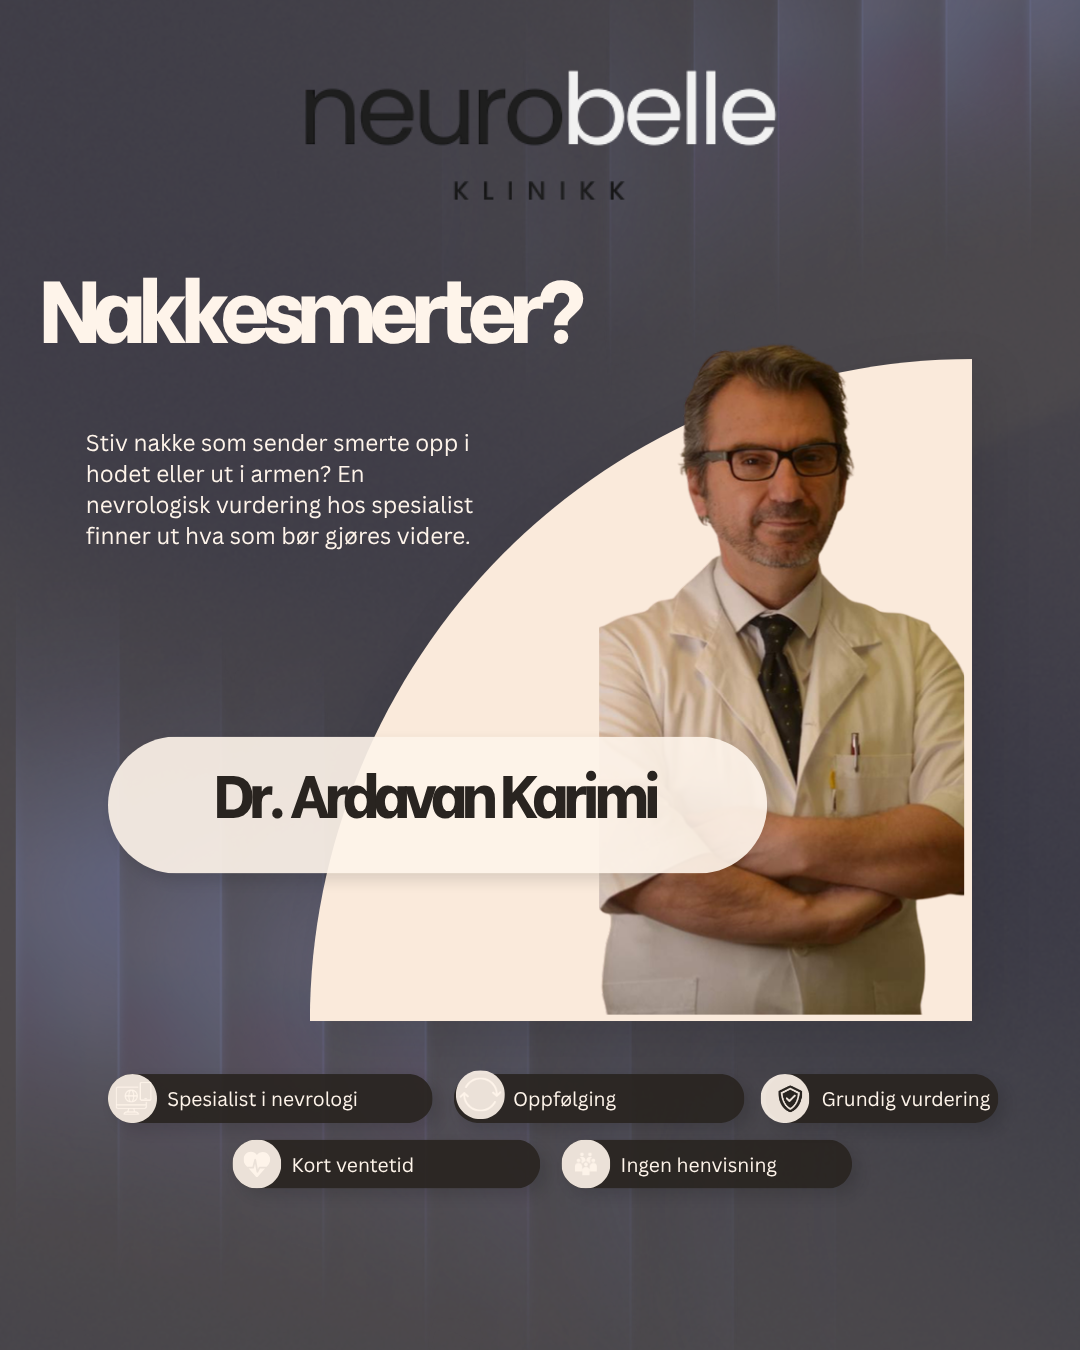 neurobelle
KLINIKK
Nakkesmerter?
Stiv nakke som sender smerte opp i
hodet eller ut i armen? En
nevrologisk vurdering hos spesialist
finner ut hva som bør gjøres videre.
Dr. Ardavan Karimi
Spesialist i nevrologi
Oppfølging
Grundig vurdering
Kort ventetid
Ingen henvisning